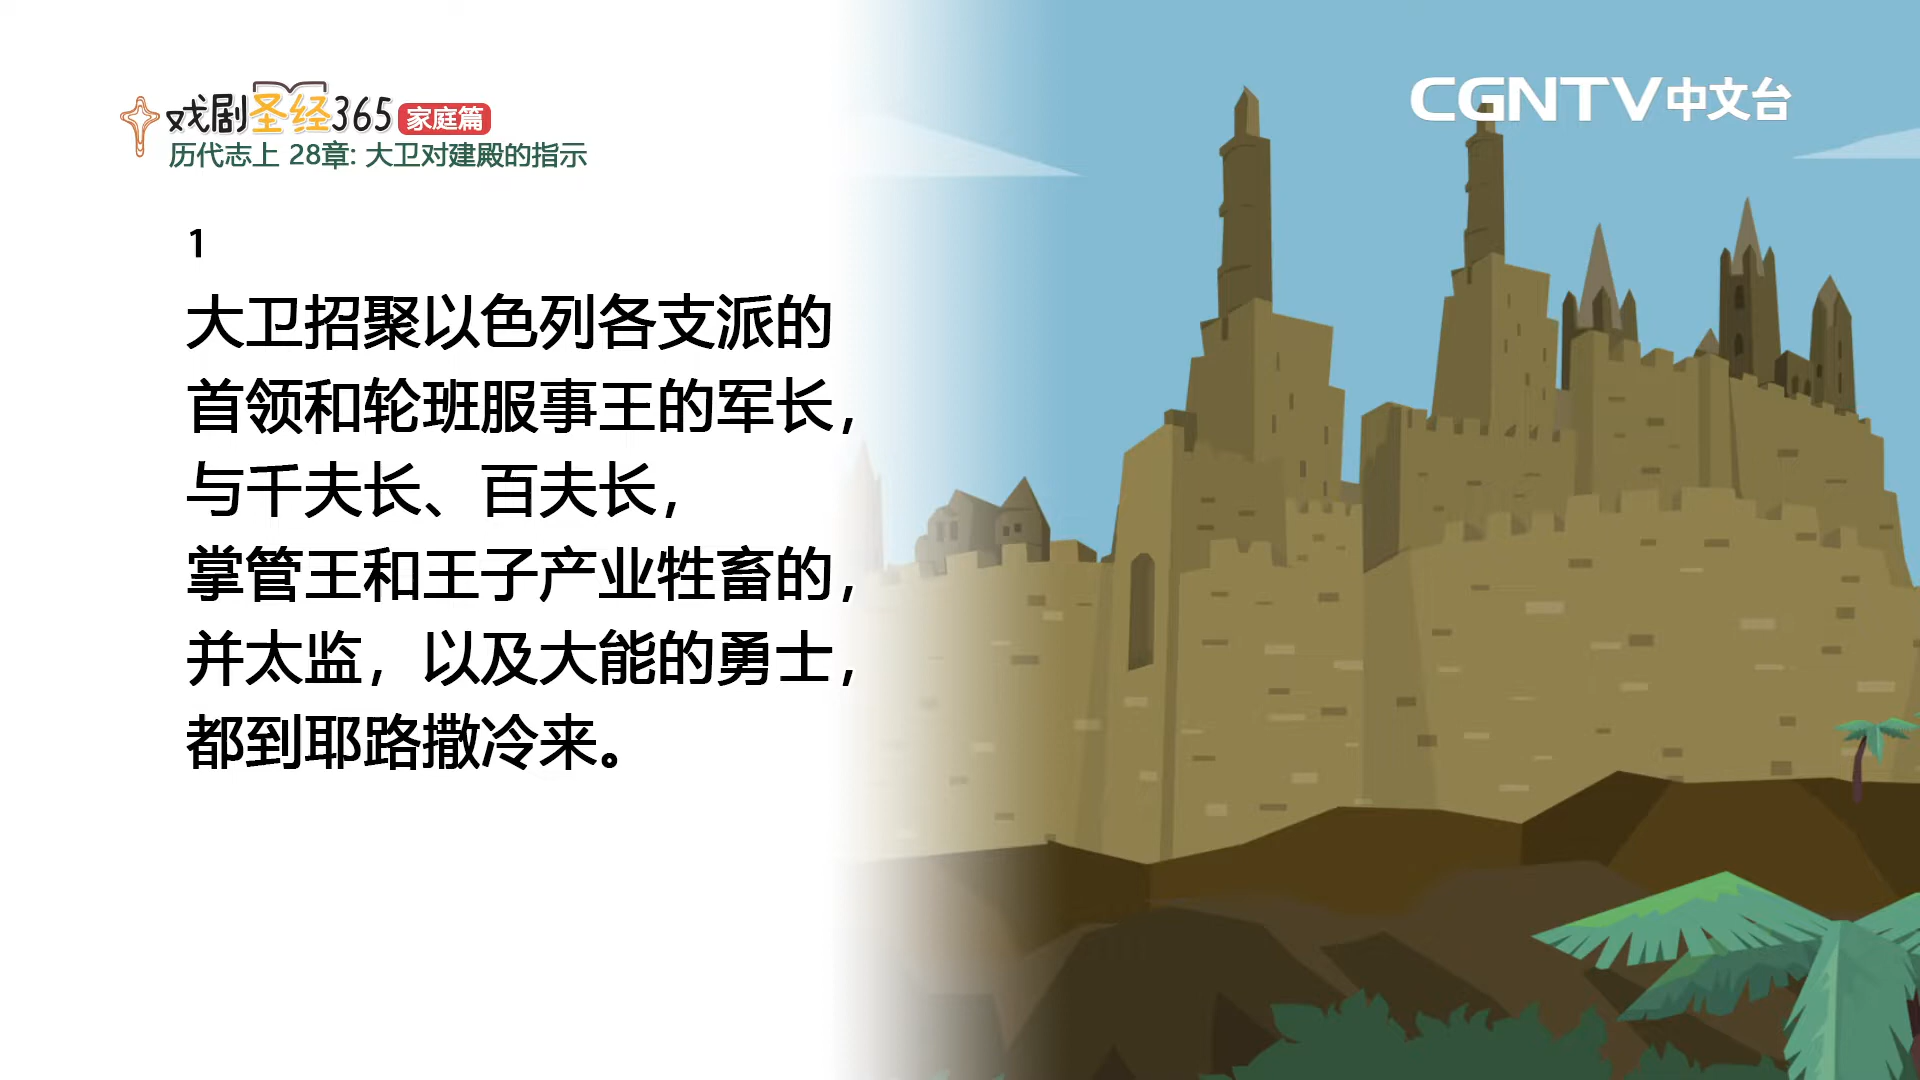 戏剧圣经365 家庭篇
历代志上 28章: 大卫对建殿的指示
CGNTV中文台
1
大卫招聚以色列各支派的
首领和轮班服事王的军长，
与千夫长、百夫长，
掌管王和王子产业牲畜的，
并太监，以及大能的勇士，
都到耶路撒冷来。